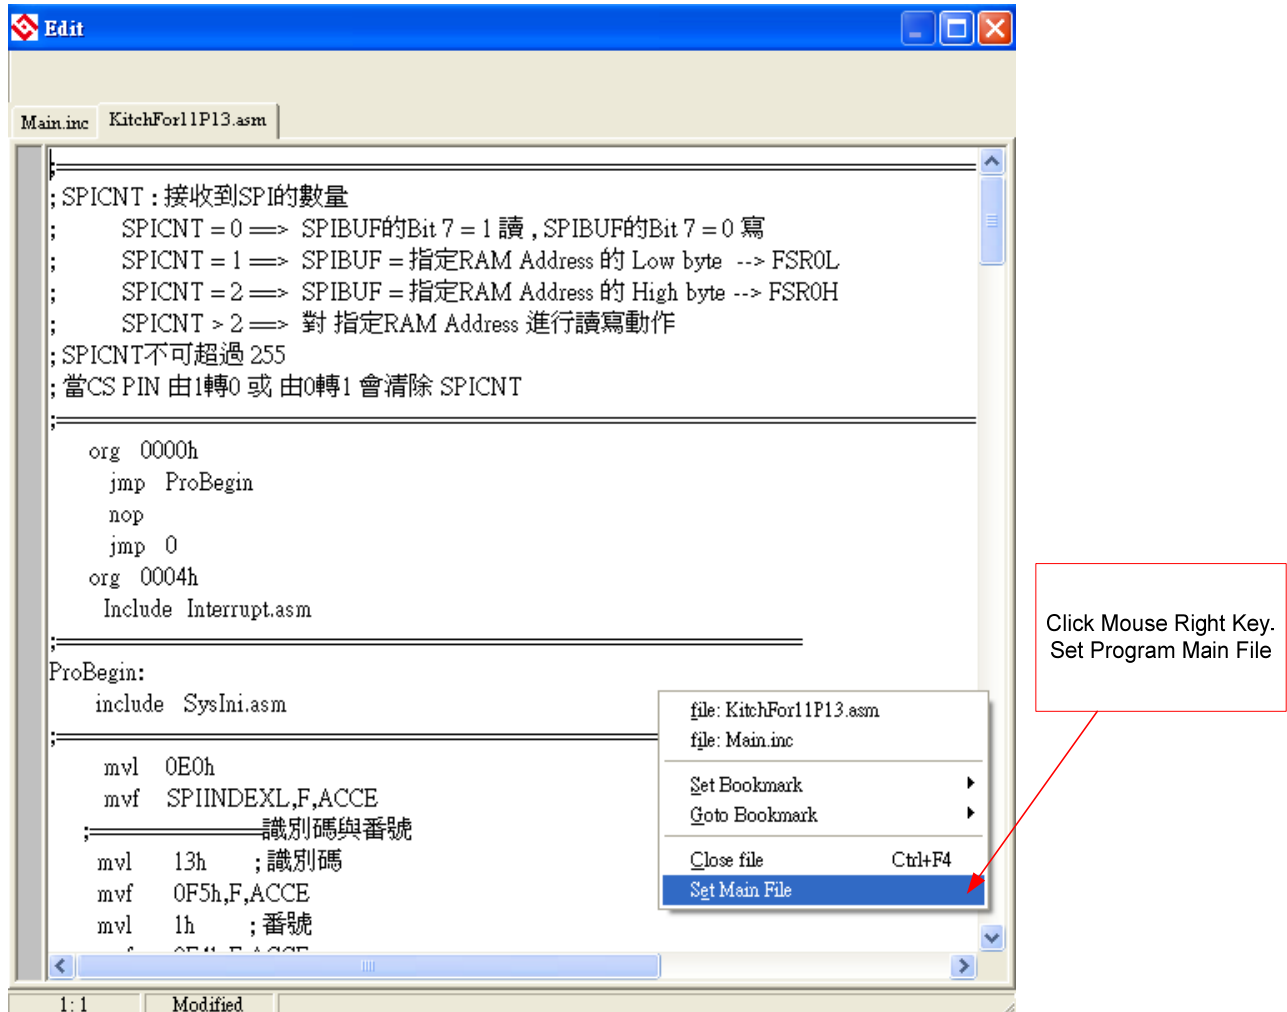 Edit
Main.inc KitchFor11P13.asm
;
; SPICNT : 接收到SPI的數量
; SPICNT = 0 ==> SPIBUF的Bit 7 = 1 讀 , SPIBUF的Bit 7 = 0 寫
; SPICNT = 1 ==> SPIBUF = 指定RAM Address 的 Low byte --> FSR0L
; SPICNT = 2 ==> SPIBUF = 指定RAM Address 的 High byte --> FSR0H
; SPICNT > 2 ==> 對 指定RAM Address 進行讀寫動作
; SPICNT不可超過 255
; 當CS PIN 由1轉0 或 由0轉1 會清除 SPICNT
;
org 0000h
jmp ProBegin
nop
jmp 0
org 0004h
Include Interrupt.asm
;
ProBegin:
include SysIni.asm
;
mvl 0E0h
mvf SPIINDEXL,F,ACCE
;識別碼與番號
mvl 13h ; 識別碼
mvf 0F5h,F,ACCE
mvl 1h ; 番號
file: KitchFor11P13.asm
file: Main.inc
Set Bookmark
Goto Bookmark
Close file Ctrl+F4
Set Main File
Click Mouse Right Key.
Set Program Main File
1: 1 Modified